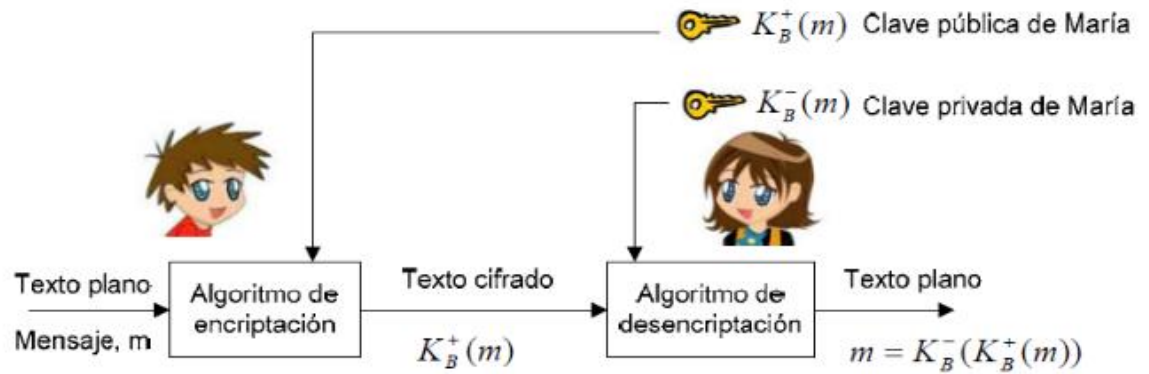 K_B^+(m) Clave pública de María
K_B^-(m) Clave privada de María
Texto plano
Mensaje, m
Algoritmo de
encriptación
Texto cifrado
K_B^+(m)
Algoritmo de
desencriptación
Texto plano
m = K_B^-(K_B^+(m))